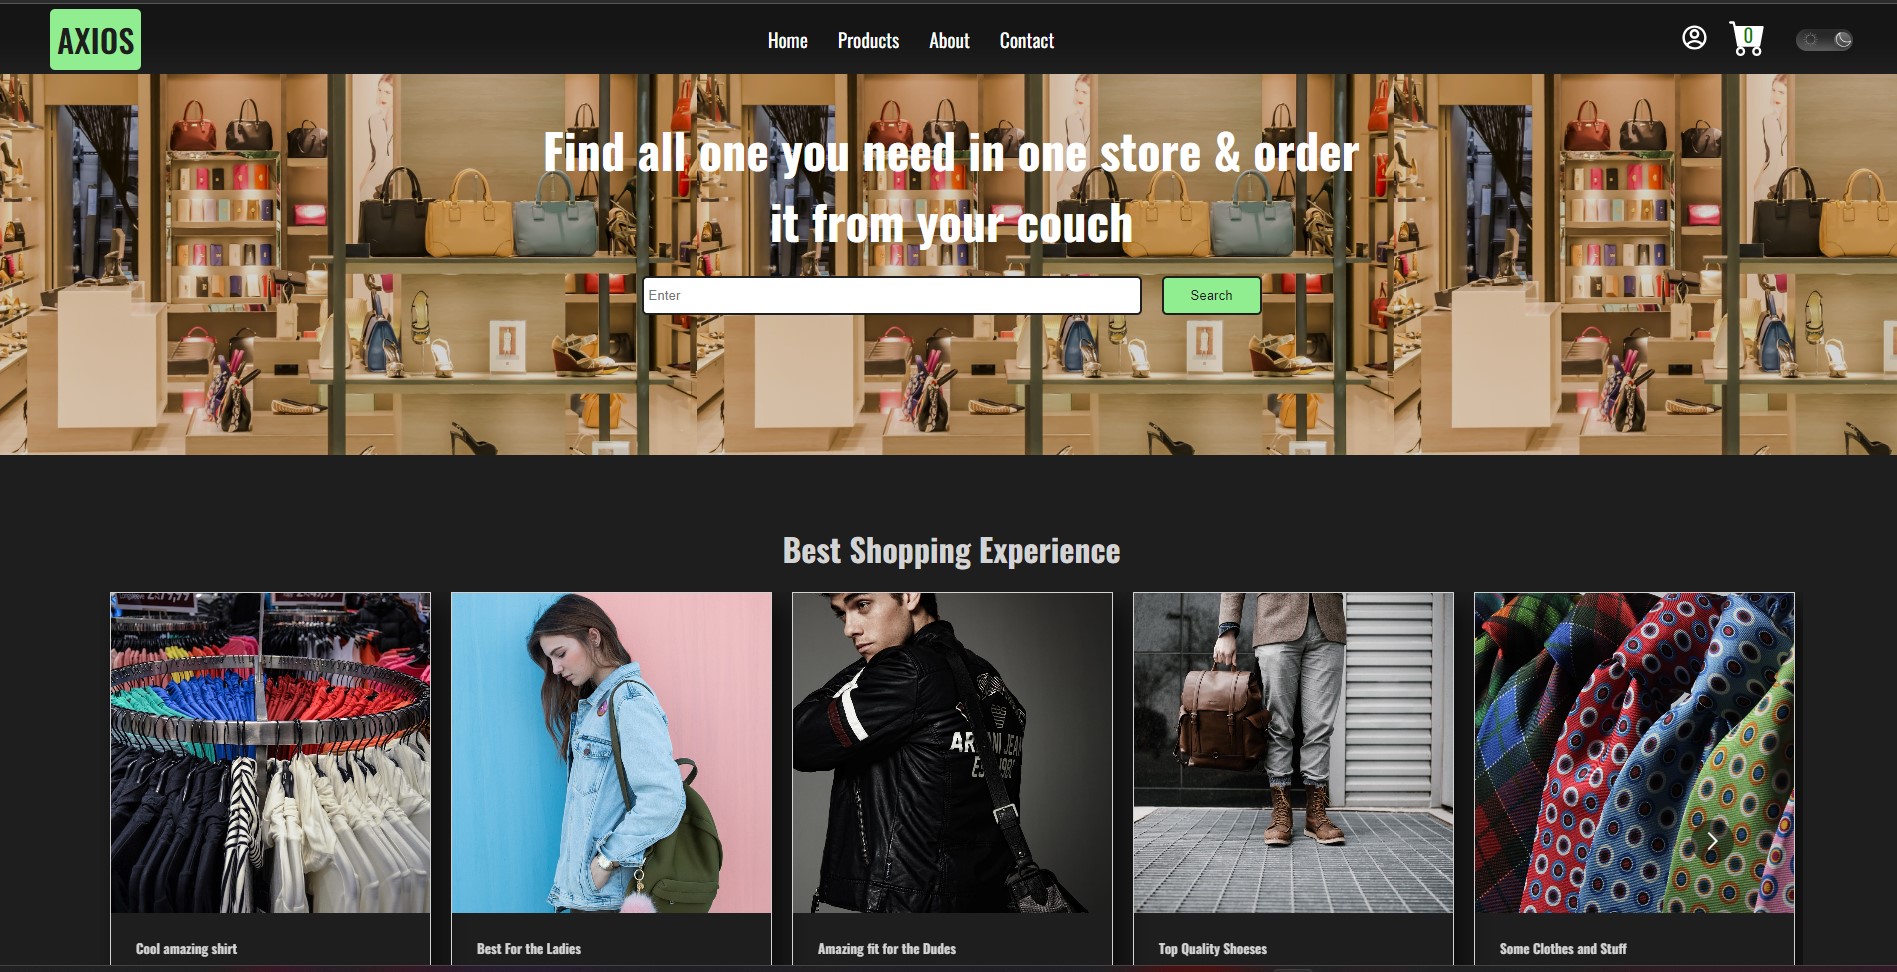 AXIOS
Home Products About Contact
0
Find all one you need in one store & order
it from your couch
Enter
Search
Best Shopping Experience
Cool amazing shirt
Best For the Ladies
Amazing fit for the Dudes
Top Quality Shoeses
Some Clothes and Stuff